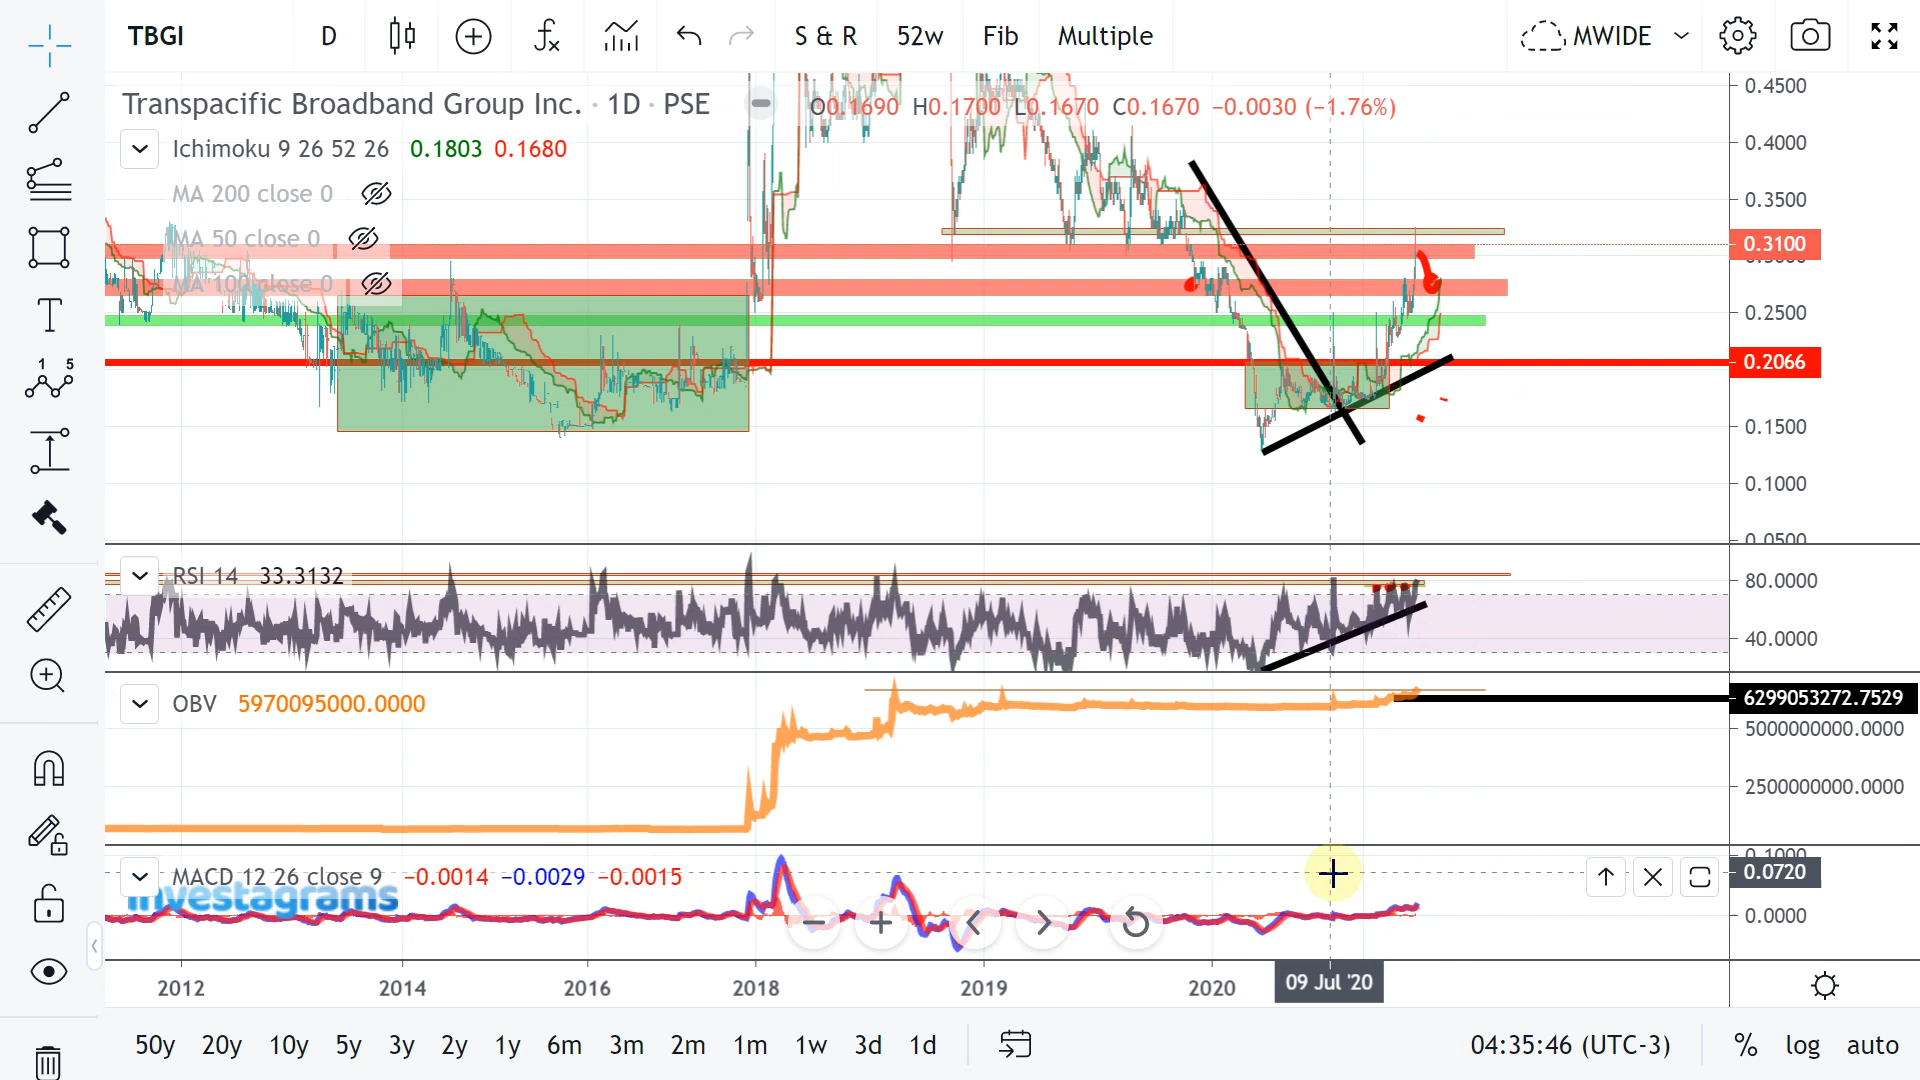 TBGI D S & R 52w Fib Multiple MWIDE
Transpacific Broadband Group Inc. · 1D · PSE O0.1690 H0.1700 L0.1670 C0.1670 −0.0030 (−1.76%)
Ichimoku 9 26 52 26 0.1803 0.1680
MA 200 close 0
MA 50 close 0
MA 100 close 0
0.4500
0.4000
0.3500
0.3100
0.2500
0.2066
0.1500
0.1000
0.0500
1 5
RSI 14 33.3132
80.0000
40.0000
OBV 5970095000.0000
6299053272.7529
5000000000.0000
2500000000.0000
MACD 12 26 close 9 −0.0014 −0.0029 −0.0015
0.1000
0.0720
0.0000
Investagrams
2012 2014 2016 2018 2019 2020 09 Jul '20
50y 20y 10y 5y 3y 2y 1y 6m 3m 2m 1m 1w 3d 1d 04:35:46 (UTC-3) % log auto